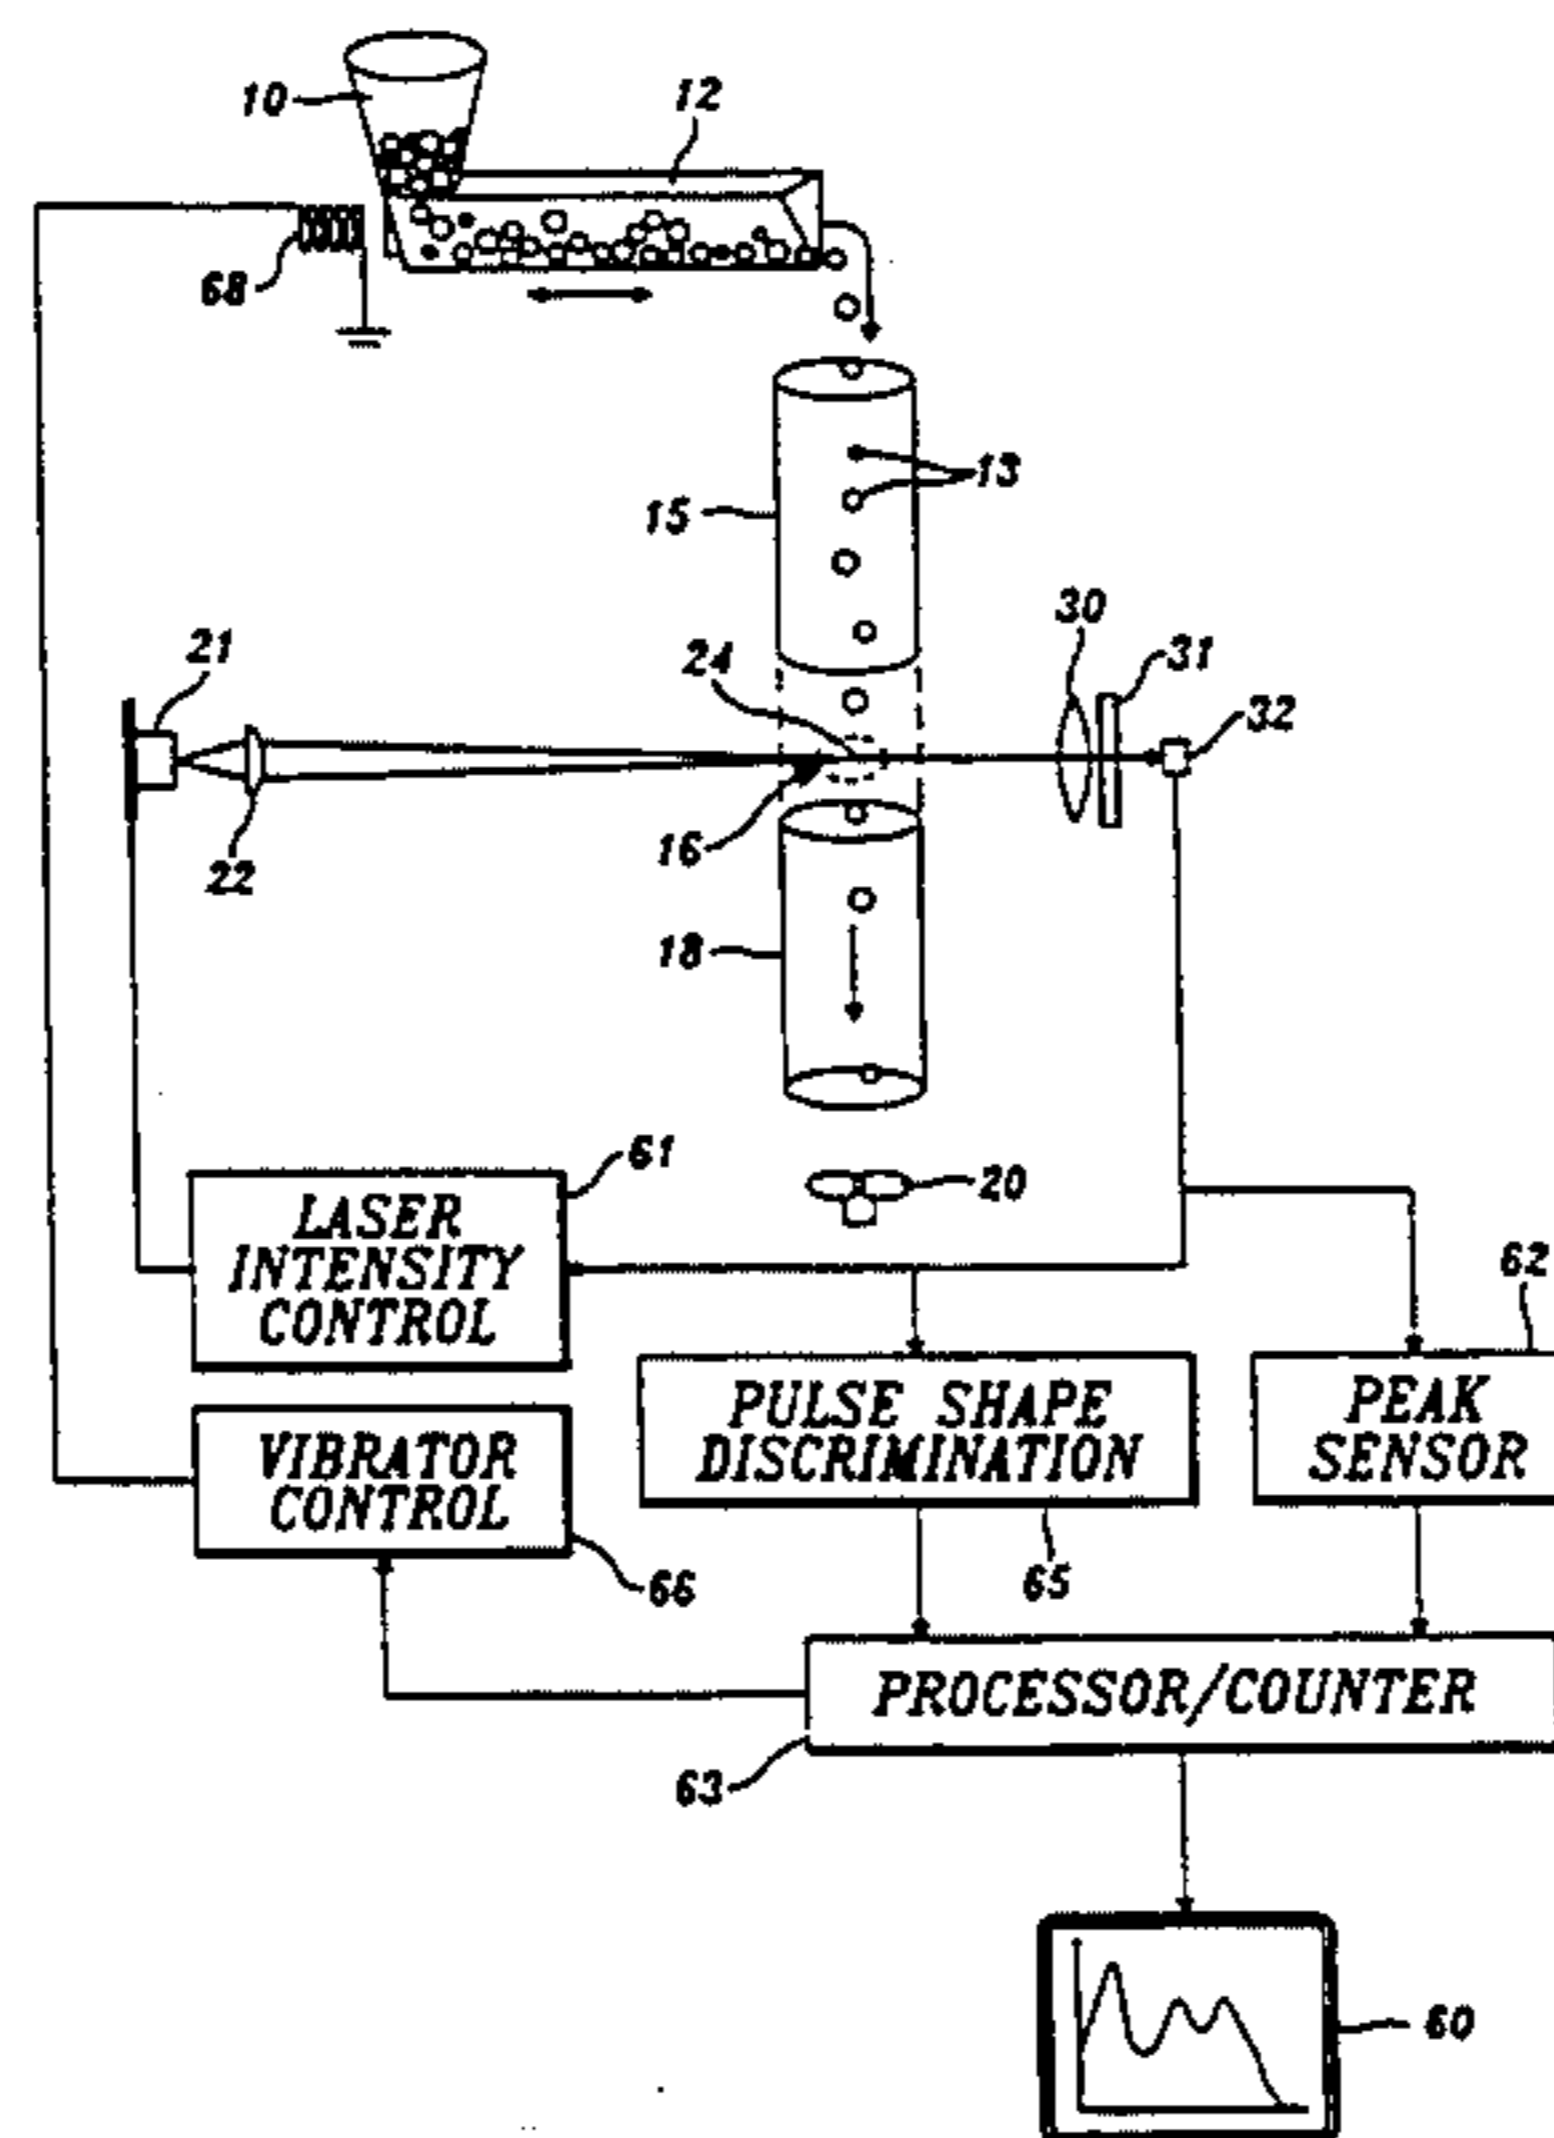 10
12
68
13
15
30
31
21
24
32
16
22
18
61
20
LASER
INTENSITY
CONTROL
62
PULSE SHAPE
DISCRIMINATION
PEAK
SENSOR
VIBRATOR
CONTROL
65
66
PROCESSOR/COUNTER
63
60